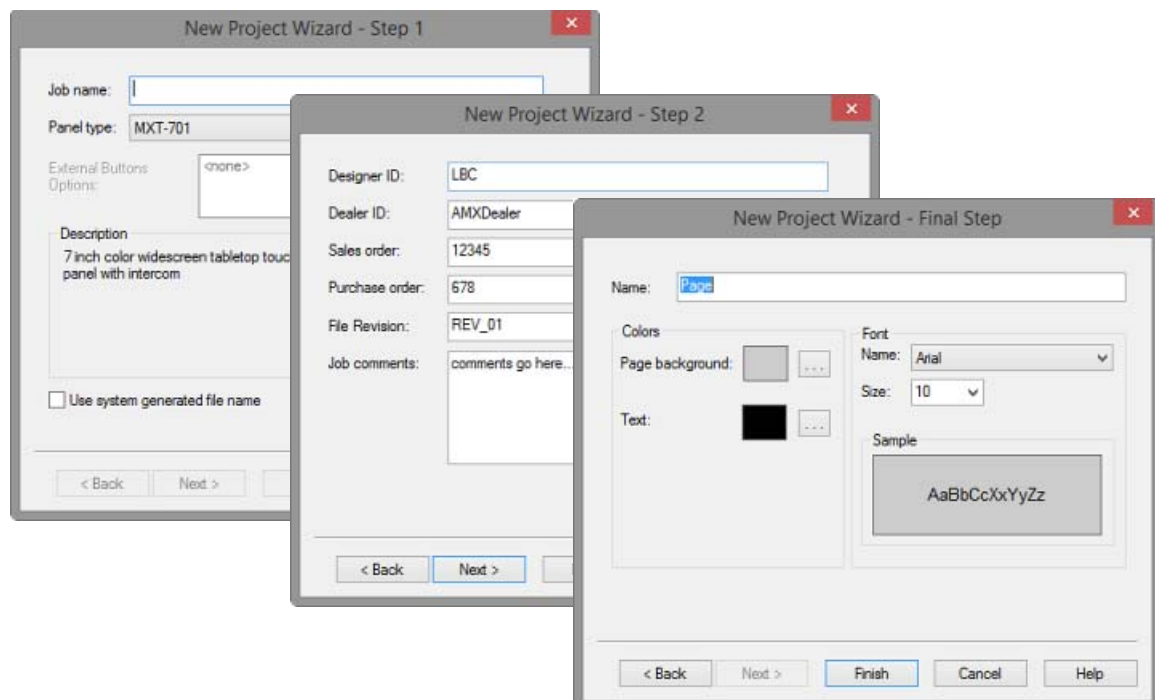 New Project Wizard - Step 1
Job name:
Panel type: MXT-701
External Buttons
Options:
<none>
Description
7 inch color widescreen tabletop
panel with intercom
Use system generated file name
< Back Next >
New Project Wizard - Step 2
Designer ID: LBC
Dealer ID: AMXDealer
Sales order: 12345
Purchase order: 678
File Revision: REV_01
Job comments: comments go here...
< Back Next >
New Project Wizard - Final Step
Name: Page
Colors
Page background: ...
Text: ...
Font
Name: Arial
Size: 10
Sample
AaBbCcXxYyZz
< Back Next > Finish Cancel Help